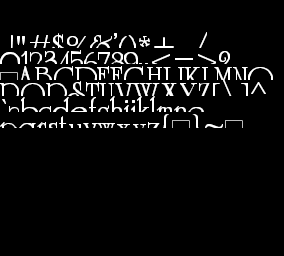 !"#$%&'()*+ /
0123456789:;<=>?
□ABCDEFGHIJKLMNO
PQRSTUVWXYZ[\]^
`abcdefghijklmno
pqrstuvwxyz{□}~□